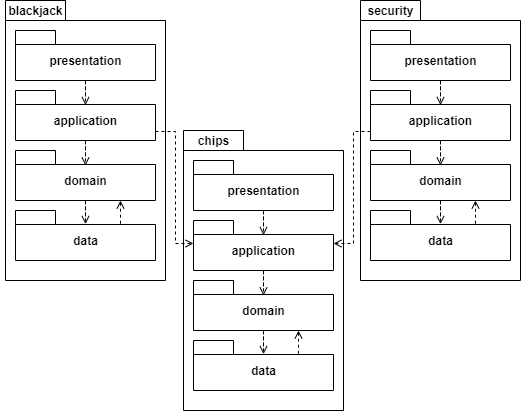 blackjack
presentation
application
domain
data
security
presentation
application
domain
data
chips
presentation
application
domain
data